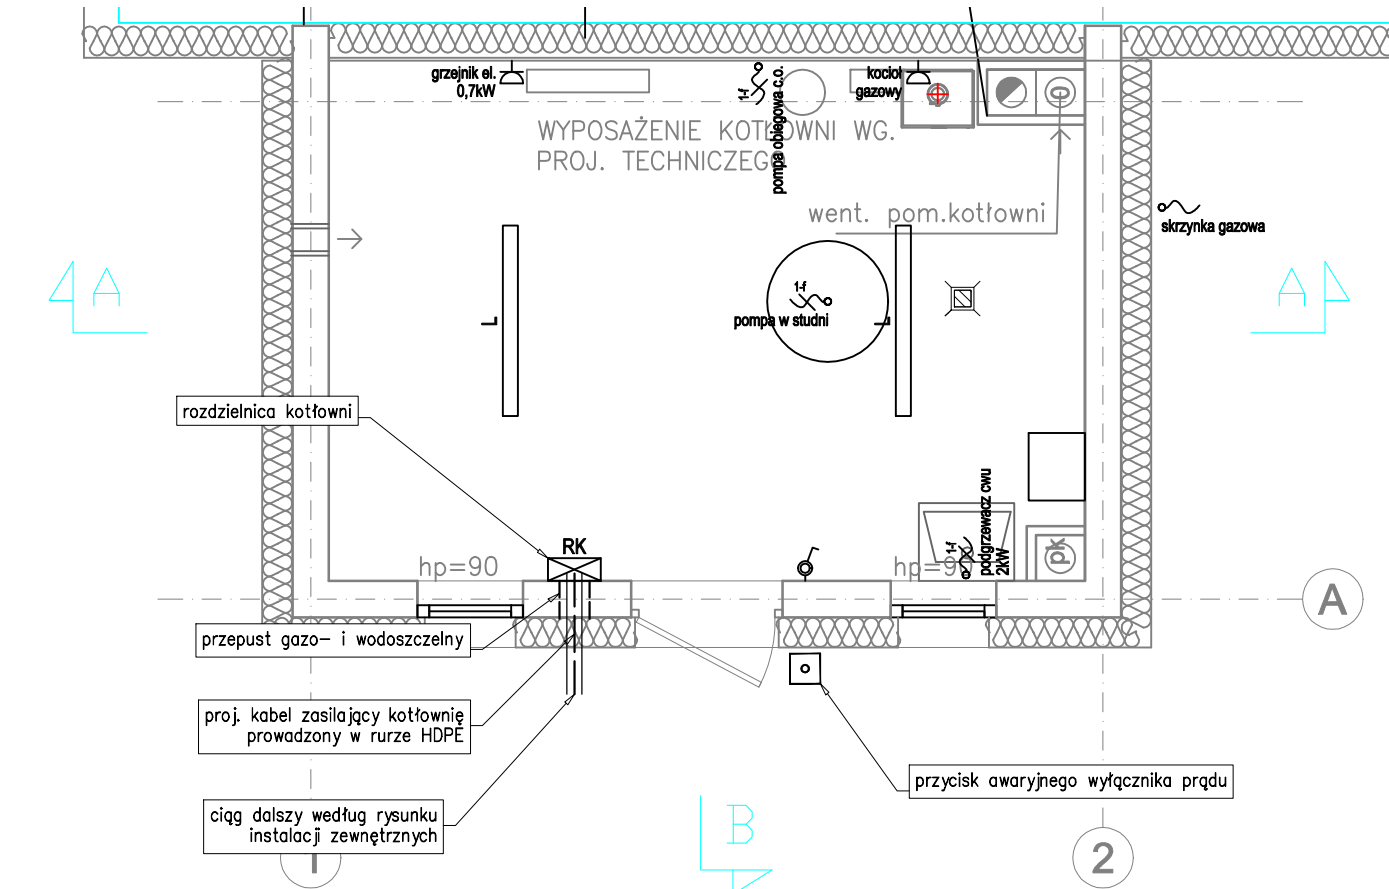 grzejnik el.
0,7kW
1-f
pompa obiegowa c.o.
kocioł
gazowy
0
WYPOSAŻENIE KOTŁOWNI WG.
PROJ. TECHNICZEGO
went. pom.kotłowni
skrzynka gazowa
A
A
L
1-f
pompa w studni
L
rozdzielnica kotłowni
RK
hp=90
1-f
podgrzewacz cwu
2kW
pk
A
przepust gazo- i wodoszczelny
proj. kabel zasilający kotłownię
prowadzony w rurze HDPE
przycisk awaryjnego wyłącznika prądu
ciąg dalszy według rysunku
instalacji zewnętrznych
B
1
2